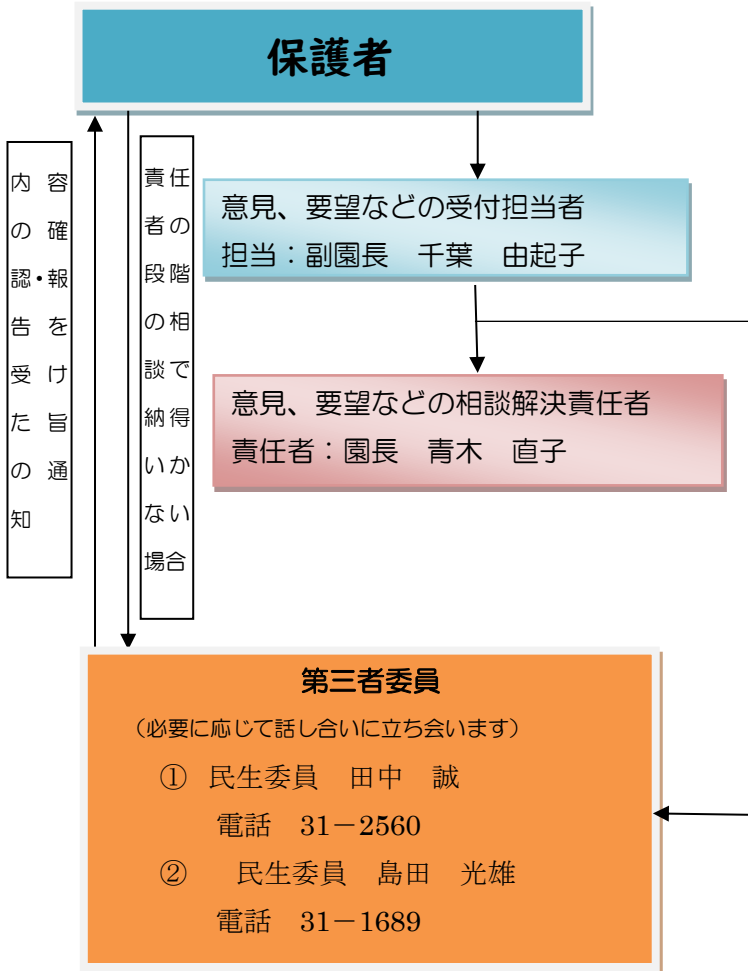 保護者
内容
の確
認・報
告を
受け
た旨
の通
知
責任
者の
段階
の相
談で
納得
いか
ない
場合
意見、要望などの受付担当者
担当：副園長　千葉　由起子
意見、要望などの相談解決責任者
責任者：園長　青木　直子
第三者委員
（必要に応じて話し合いに立ち会います）
①　民生委員　田中　誠
電話　31－2560
②　民生委員　島田　光雄
電話　31－1689